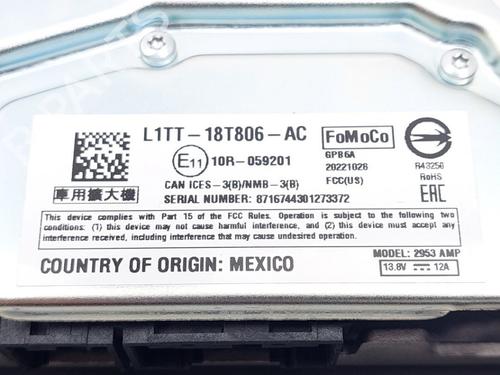 L1TT-18T806-AC
FoMoCo
E11 10R-059201
GPB6A
20221026
R43256
RoHS
CAN ICES-3(B)/NMB-3(B)
FCC(US)
EAC
車用擴大機
SERIAL NUMBER: 8716744301273372
This device complies with Part 15 of the FCC Rules. Operation is subject to the following two
conditions: (1) this device may not cause harmful interference, and (2) this device must accept any
interference received, including interference that may cause undesired operation.
COUNTRY OF ORIGIN: MEXICO
MODEL: 2953 AMP
13.8V 12A